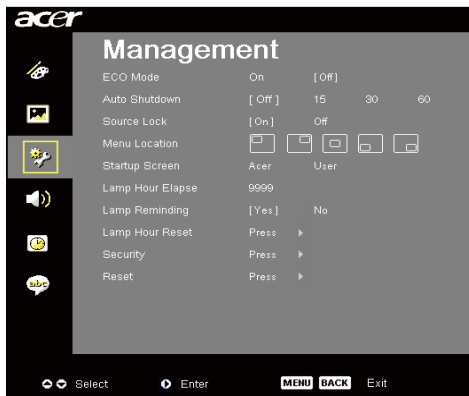 acer
Management
ECO Mode On [Off]
Auto Shutdown [Off] 15 30 60
Source Lock [On] Off
Menu Location
Startup Screen Acer User
Lamp Hour Elapse 9999
Lamp Reminding [Yes] No
Lamp Hour Reset Press
Security Press
Reset Press
abc
Select Enter MENU BACK Exit